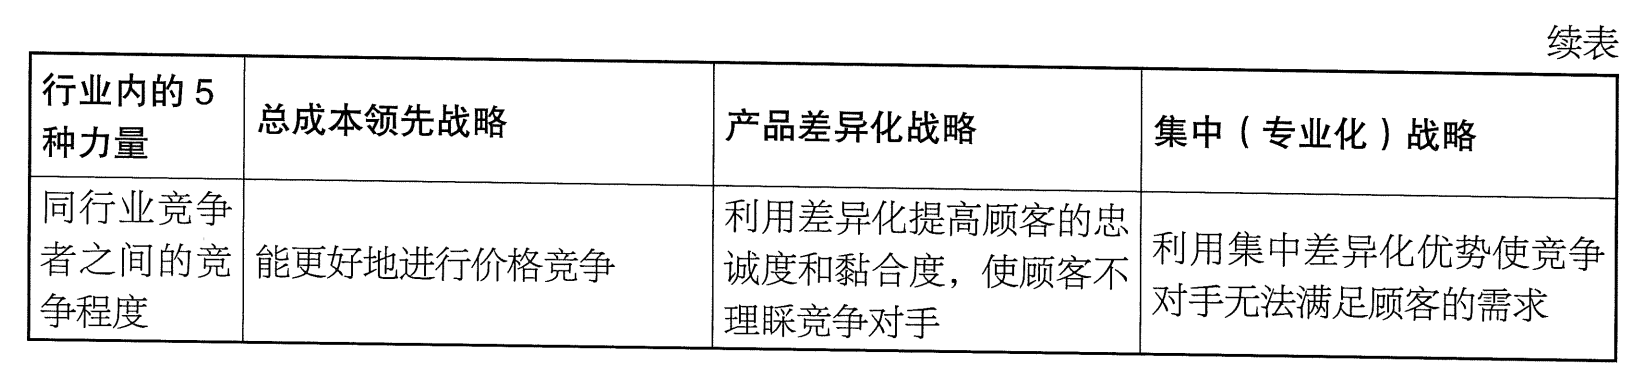 续表
行业内的 5
种力量
总成本领先战略
产品差异化战略
集中（专业化）战略
同行业竞争
者之间的竞
争程度
能更好地进行价格竞争
利用差异化提高顾客的忠
诚度和黏合度，使顾客不
理睬竞争对手
利用集中差异化优势使竞争
对手无法满足顾客的需求